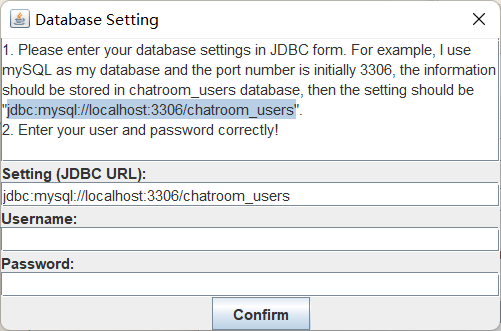 Database Setting
1. Please enter your database settings in JDBC form. For example, I use
mySQL as my database and the port number is initially 3306, the information
should be stored in chatroom_users database, then the setting should be
"jdbc:mysql://localhost:3306/chatroom_users".
2. Enter your user and password correctly!
Setting (JDBC URL):
jdbc:mysql://localhost:3306/chatroom_users
Username:
Password:
Confirm